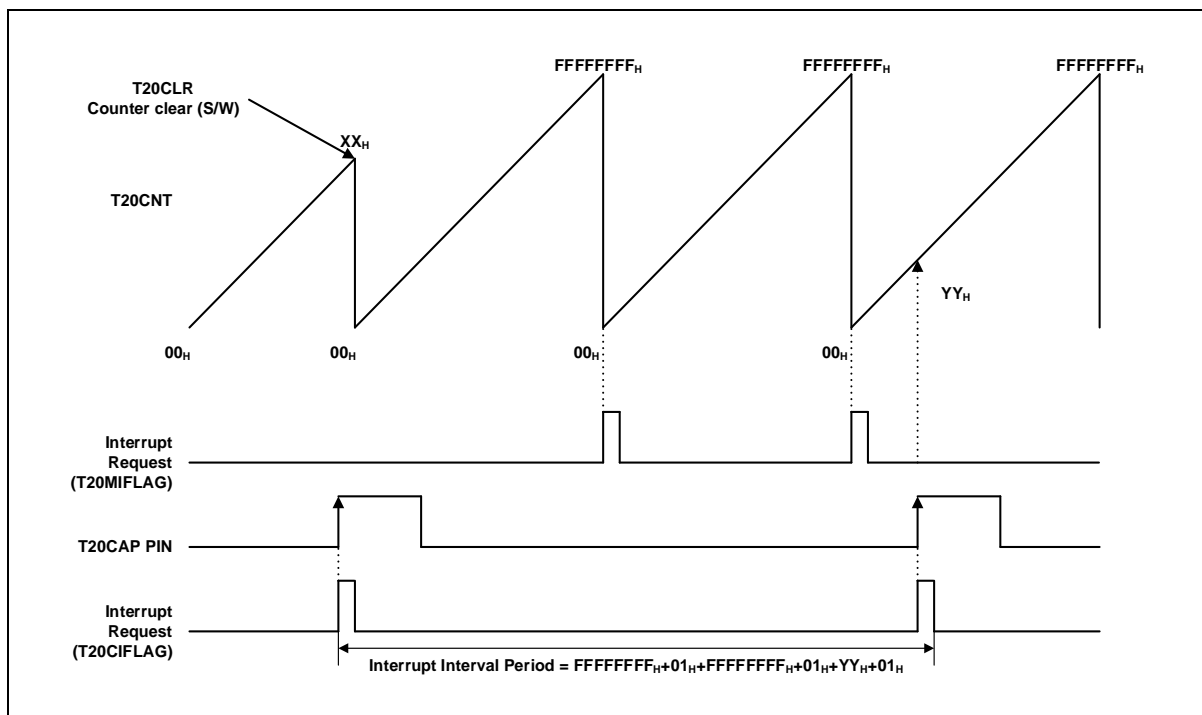 FFFFFFFFH
FFFFFFFFH
FFFFFFFFH
T20CLR
Counter clear (S/W)
XXH
T20CNT
YYH
00H
00H
00H
00H
Interrupt
Request
(T20MIFLAG)
T20CAP PIN
Interrupt
Request
(T20CIFLAG)
Interrupt Interval Period = FFFFFFFFH+01H+FFFFFFFFH+01H+YYH+01H